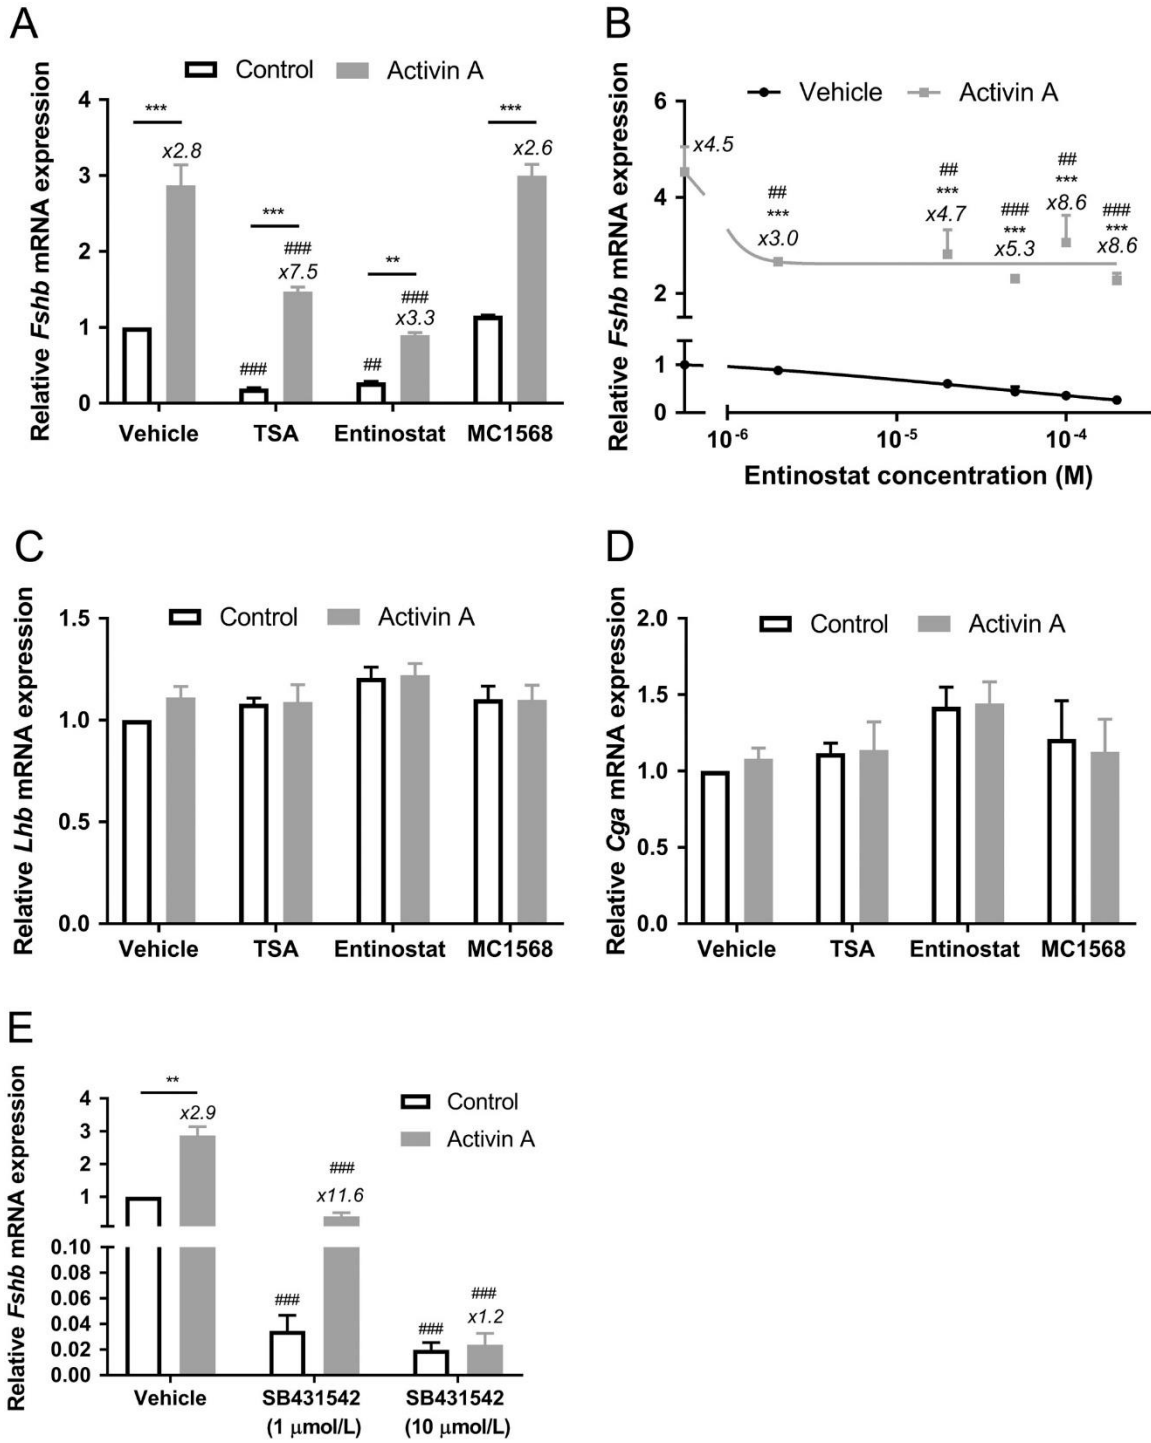 A
Control Activin A
Relative Fshb mRNA expression
4
3
2
1
0
***
x2.8
***
###
x7.5
###
**
###
x3.3
##
***
x2.6
Vehicle TSA Entinostat MC1568
B
Vehicle Activin A
Relative Fshb mRNA expression
6
4
2
1
0
x4.5
##
***
x3.0
##
***
x4.7
###
***
x5.3
##
***
x8.6
###
***
x8.6
10-6 10-5 10-4
Entinostat concentration (M)
C
Control Activin A
Relative Lhb mRNA expression
1.5
1.0
0.5
0.0
Vehicle TSA Entinostat MC1568
D
Control Activin A
Relative Cga mRNA expression
2.0
1.5
1.0
0.5
0.0
Vehicle TSA Entinostat MC1568
E
Control
Activin A
Relative Fshb mRNA expression
4
3
2
1
0.10
0.08
0.06
0.04
0.02
0.00
**
x2.9
###
x11.6
###
###
x1.2
###
Vehicle SB431542 SB431542
(1 μmol/L) (10 μmol/L)